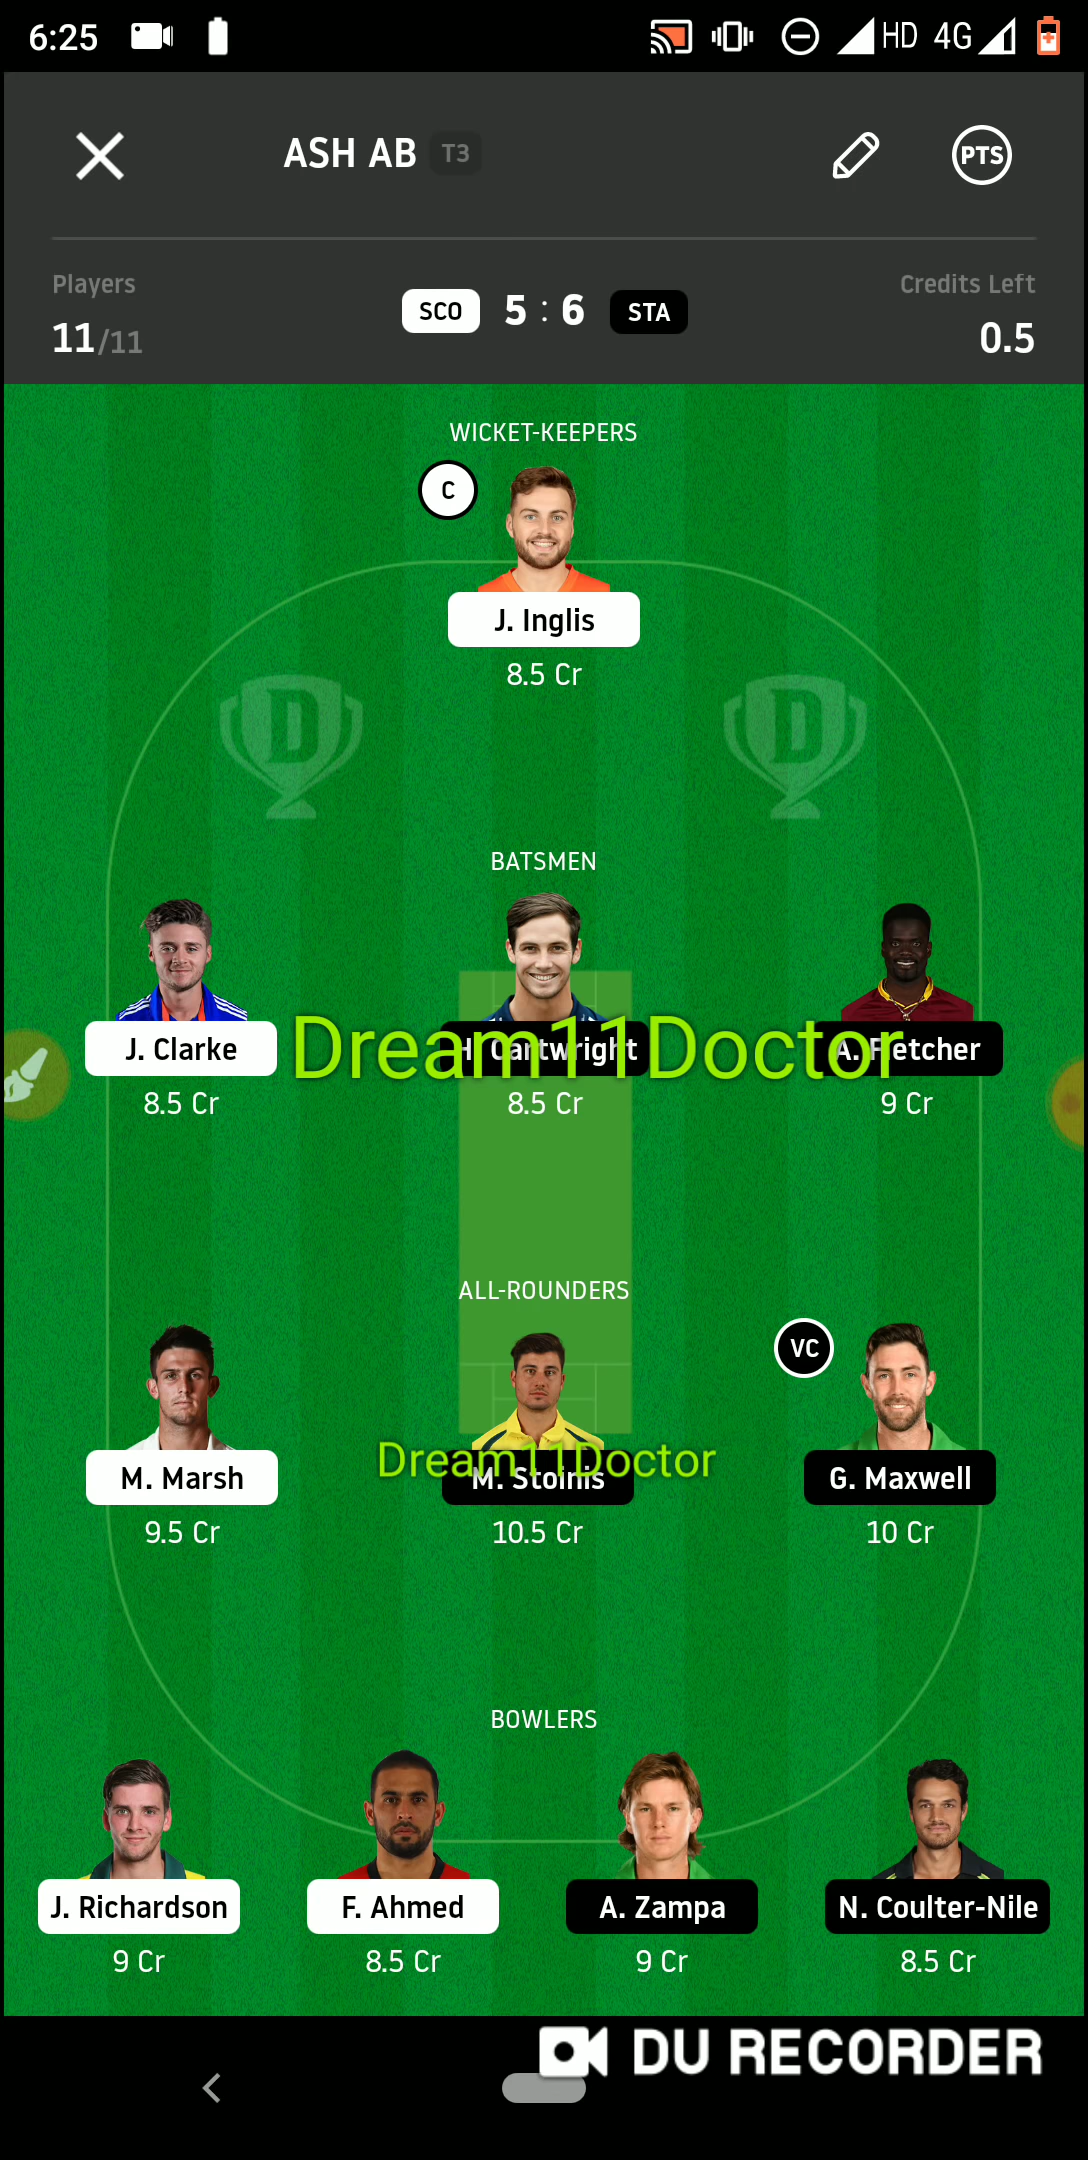 6:25 HD 4G
ASH AB T3 PTS
Players SCO 5 : 6 STA Credits Left
11/11 0.5
WICKET-KEEPERS
C
J. Inglis
8.5 Cr
D D
BATSMEN
J. Clarke H. Cartwright A. Fletcher
Dream11Doctor
8.5 Cr 8.5 Cr 9 Cr
ALL-ROUNDERS
VC
Dream11Doctor
M. Marsh M. Stoinis G. Maxwell
9.5 Cr 10.5 Cr 10 Cr
BOWLERS
J. Richardson F. Ahmed A. Zampa N. Coulter-Nile
9 Cr 8.5 Cr 9 Cr 8.5 Cr
DU RECORDER